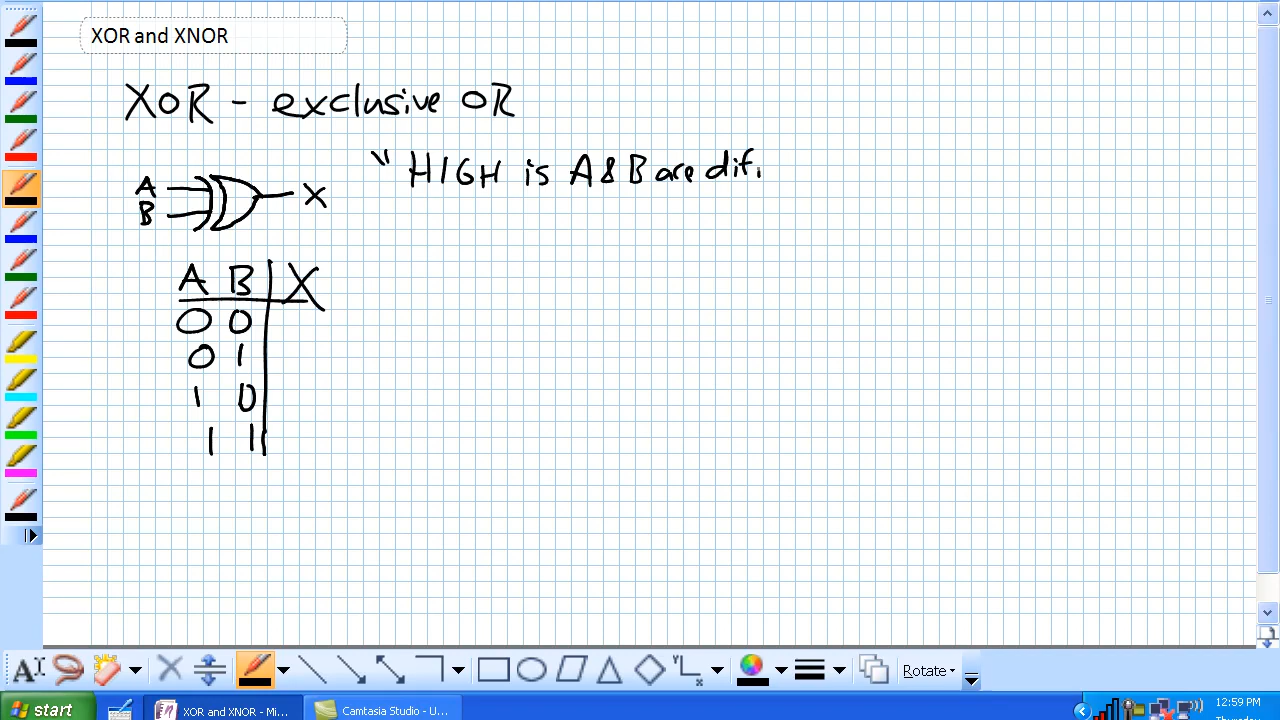 XOR and XNOR
XOR - exclusive OR
" HIGH is A & B are dif.
A
B
X
A B X
0 0
0 1
1 0
1 1
A
Rotate
start
XOR and XNOR - Mi...
Camtasia Studio - U...
12:59 PM
Thursday